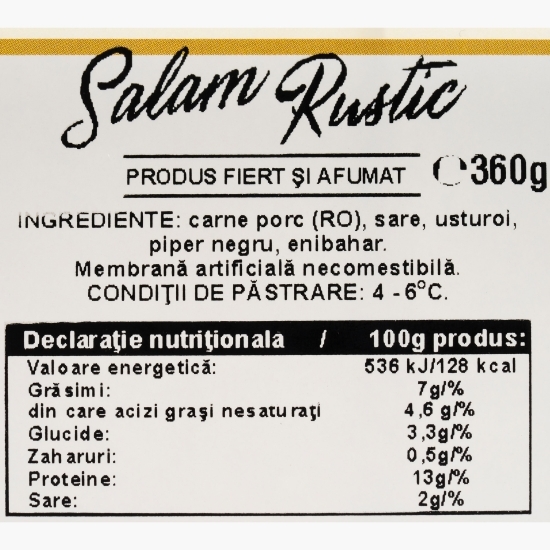 Salam Rustic
PRODUS FIERT ŞI AFUMAT ℮360g
INGREDIENTE: carne porc (RO), sare, usturoi,
piper negru, enibahar.
Membrană artificială necomestibilă.
CONDIŢII DE PĂSTRARE: 4 -6°C.
Declaraţie nutriţionala / 100g produs:
Valoare energetică: 536 kJ/128 kcal
Grăsimi: 7g/%
din care acizi graşi nesaturaţi 4,6 g/%
Glucide: 3,3g/%
Zaharuri: 0,5g/%
Proteine: 13g/%
Sare: 2g/%